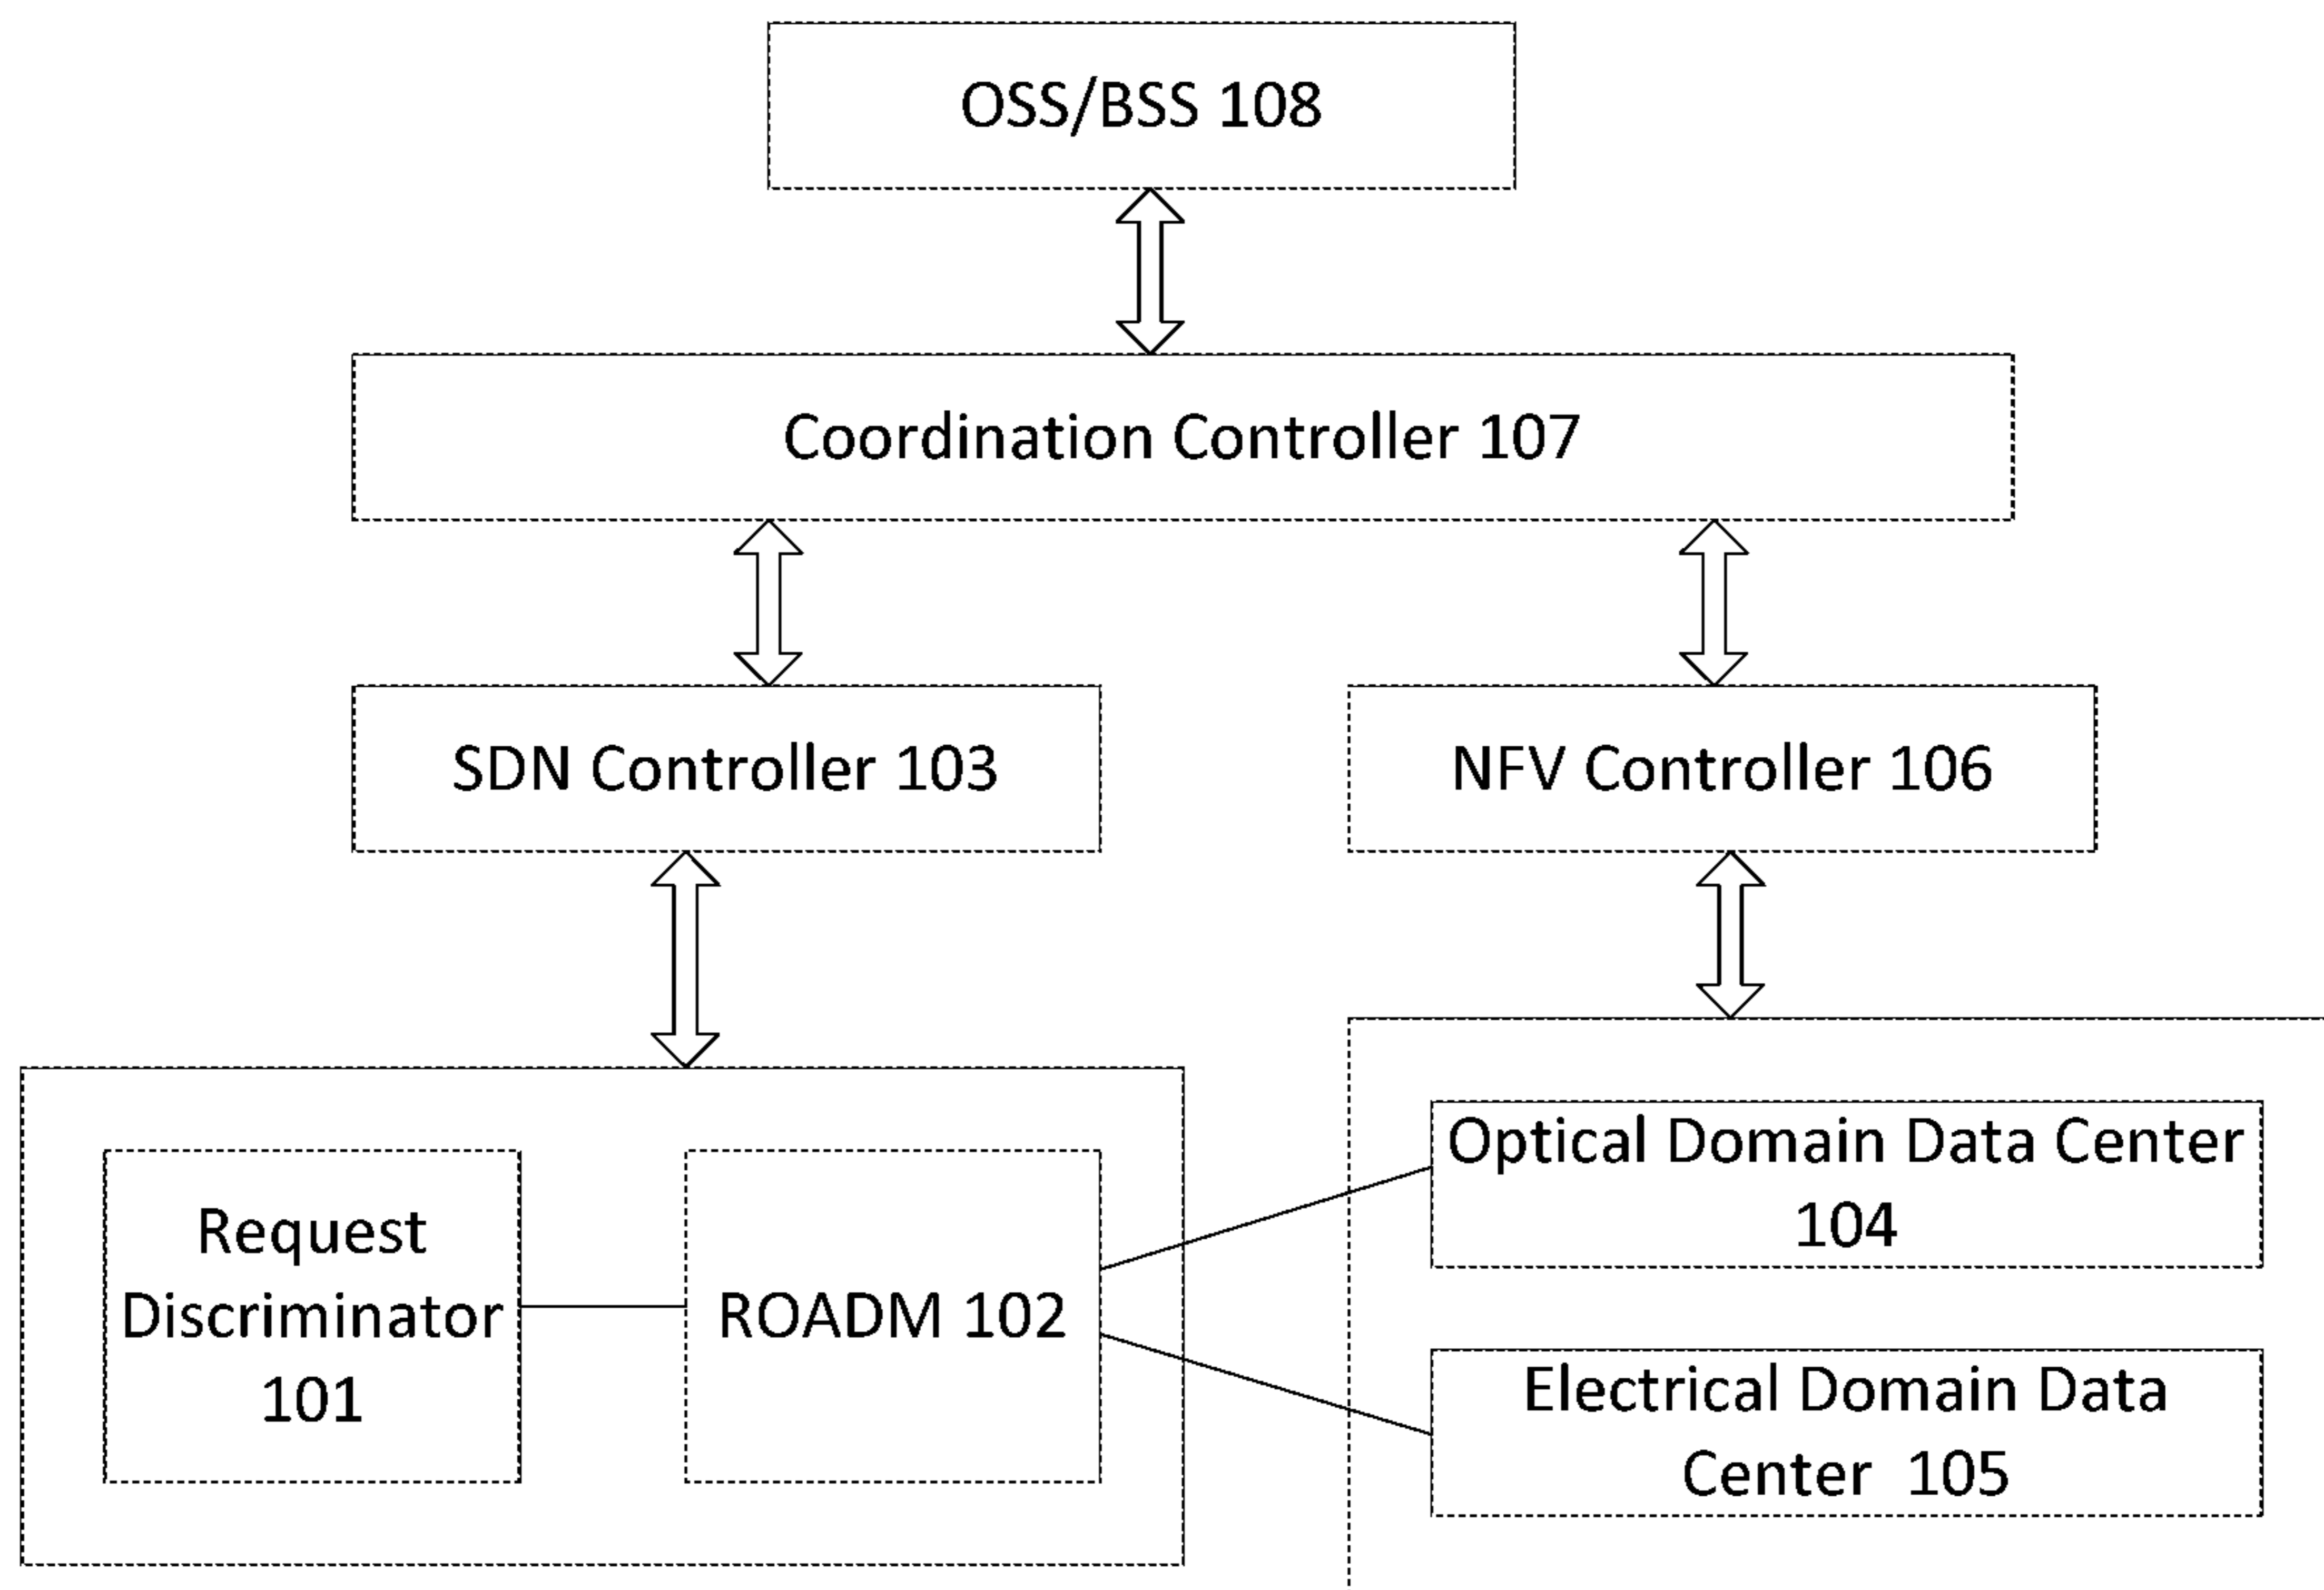 OSS/BSS 108
Coordination Controller 107
SDN Controller 103
NFV Controller 106
Request
Discriminator
101
ROADM 102
Optical Domain Data Center
104
Electrical Domain Data
Center 105